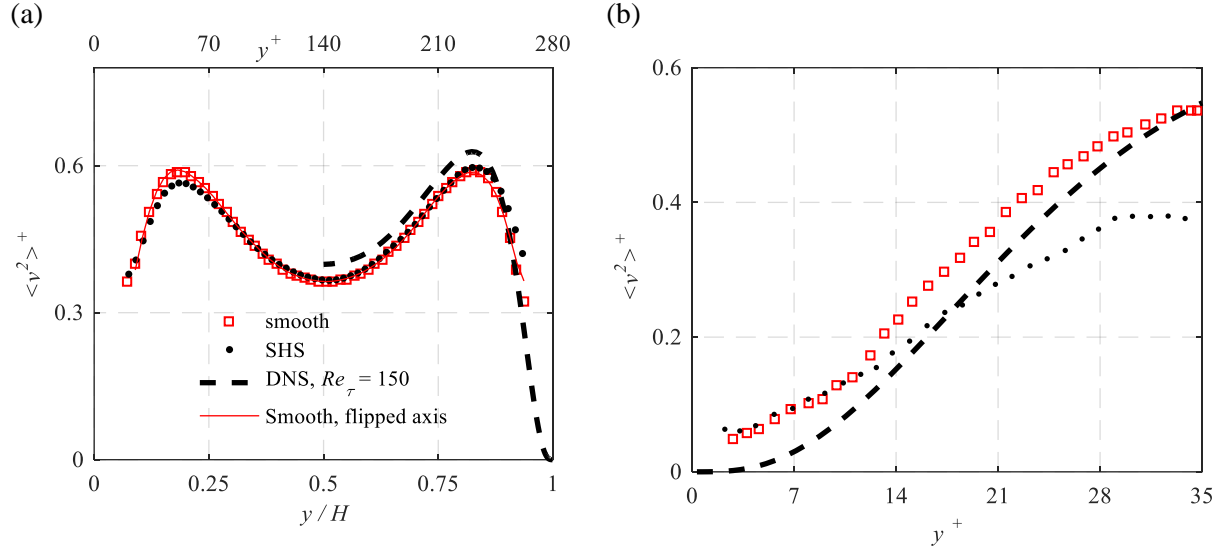 (a)
0 70 140 210 280
y⁺
0.6
0.3
0
<v²>⁺
smooth
SHS
DNS, Re_τ = 150
Smooth, flipped axis
0 0.25 0.5 0.75 1
y / H
(b)
0.6
0.4
0.2
0
<v²>⁺
0 7 14 21 28 35
y⁺